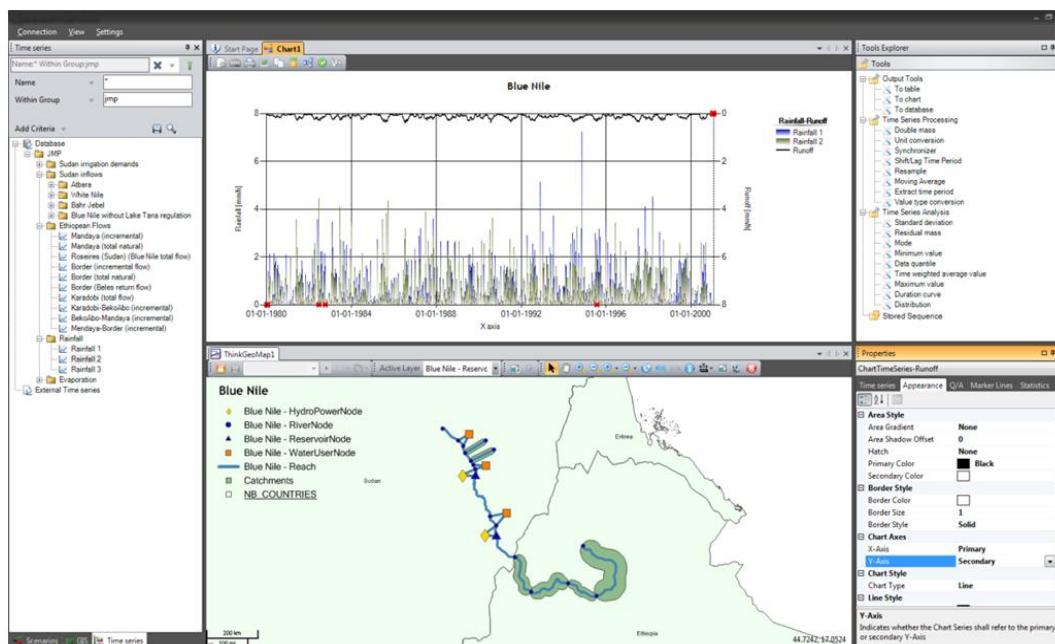 Connection View Settings
Time series
Name:* Within Group:jmp
Name *
Within Group jmp
Add Criteria
Database
JMP
Sudan irrigation demands
Sudan inflows
Atbara
White Nile
Bahr Jebel
Blue Nile without Lake Tana regulation
Ethiopean Flows
Mandaya (incremental)
Mandaya (total natural)
Roseires (Sudan) (Blue Nile total flow)
Border (incremental flow)
Border (total natural)
Border (Beles return flow)
Karadobi (total flow)
Karadobi-BekoAbo (incremental)
BekoAbo-Mandaya (incremental)
Mendaya-Border (incremental)
Rainfall
Rainfall 1
Rainfall 2
Rainfall 3
Evaporation
External Time series
Scenarios GIS Time series
Start Page Chart1
Blue Nile
8
6
4
2
0
Rainfall [mm/h]
0
2
4
6
8
Runoff [mm/h]
01-01-1980 01-01-1984 01-01-1988 01-01-1992 01-01-1996 01-01-2000
X axis
Rainfall-Runoff
Rainfall 1
Rainfall 2
Runoff
ThinkGeoMap1
Active Layer Blue Nile - Reservc
Blue Nile
Blue Nile - HydroPowerNode
Blue Nile - RiverNode
Blue Nile - ReservoirNode
Blue Nile - WaterUserNode
Blue Nile - Reach
Catchments
NB_COUNTRIES
Sudan
Eritrea
Ethiopia
200 km
100 mi
44.7242, 17.0524
Tools Explorer
Tools
Output Tools
To table
To chart
To database
Time Series Processing
Double mass
Unit conversion
Synchronizer
Shift/Lag Time Period
Resample
Moving Average
Extract time period
Value type conversion
Time Series Analysis
Standard deviation
Residual mass
Mode
Minimum value
Data quantile
Time weighted average value
Maximum value
Duration curve
Distribution
Stored Sequence
Properties
ChartTimeSeries-Runoff
Time series Appearance Q/A Marker Lines Statistics
Area Style
Area Gradient None
Area Shadow Offset 0
Hatch None
Primary Color Black
Secondary Color
Border Style
Border Color
Border Size 1
Border Style Solid
Chart Axes
X-Axis Primary
Y-Axis Secondary
Chart Style
Chart Type Line
Line Style
Y-Axis
Indicates whether the Chart Series shall refer to the primary
or secondary Y-Axis